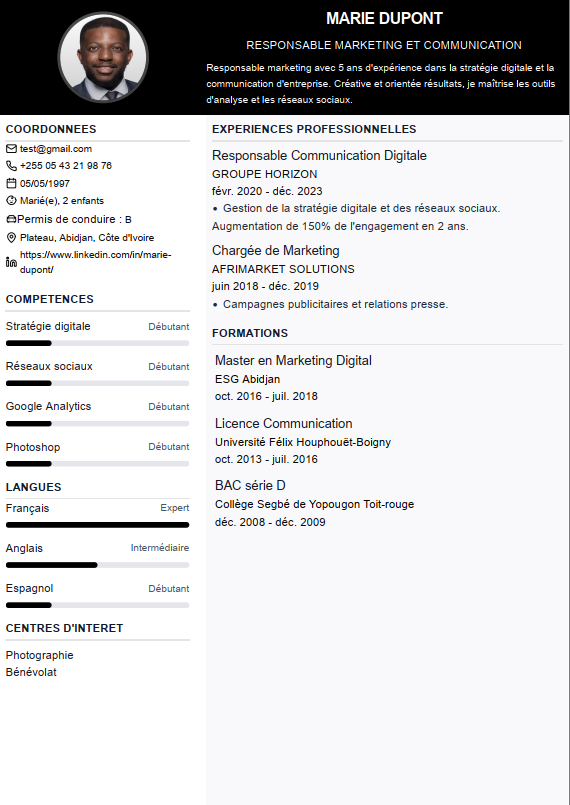 MARIE DUPONT
RESPONSABLE MARKETING ET COMMUNICATION
Responsable marketing avec 5 ans d'expérience dans la stratégie digitale et la
communication d'entreprise. Créative et orientée résultats, je maîtrise les outils
d'analyse et les réseaux sociaux.
COORDONNEES
test@gmail.com
+255 05 43 21 98 76
05/05/1997
Marié(e), 2 enfants
Permis de conduire : B
Plateau, Abidjan, Côte d'Ivoire
https://www.linkedin.com/in/marie-
dupont/
COMPETENCES
Stratégie digitale Débutant
Réseaux sociaux Débutant
Google Analytics Débutant
Photoshop Débutant
LANGUES
Français Expert
Anglais Intermédiaire
Espagnol Débutant
CENTRES D'INTERET
Photographie
Bénévolat
EXPERIENCES PROFESSIONNELLES
Responsable Communication Digitale
GROUPE HORIZON
févr. 2020 - déc. 2023
• Gestion de la stratégie digitale et des réseaux sociaux.
Augmentation de 150% de l'engagement en 2 ans.
Chargée de Marketing
AFRIMARKET SOLUTIONS
juin 2018 - déc. 2019
• Campagnes publicitaires et relations presse.
FORMATIONS
Master en Marketing Digital
ESG Abidjan
oct. 2016 - juil. 2018
Licence Communication
Université Félix Houphouët-Boigny
oct. 2013 - juil. 2016
BAC série D
Collège Segbé de Yopougon Toit-rouge
déc. 2008 - déc. 2009